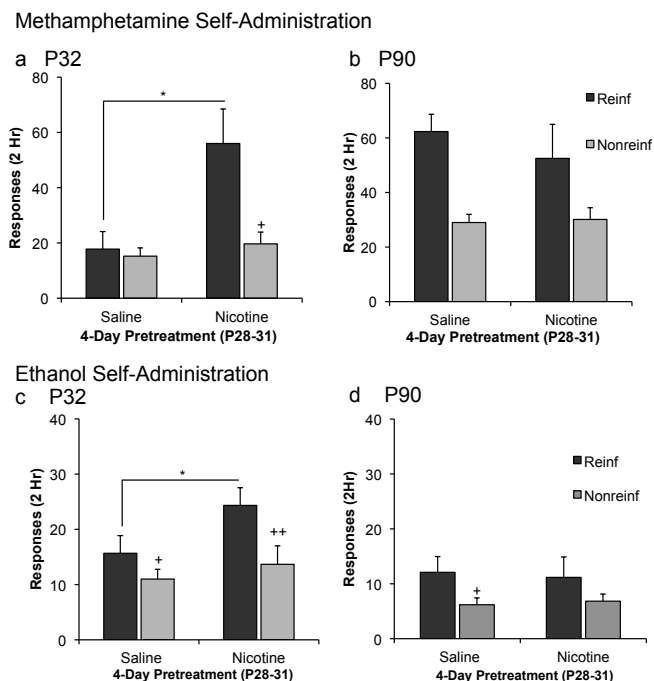 Methamphetamine Self-Administration
a P32
80
60
40
20
0
Responses (2 Hr)
*
+
Saline Nicotine
4-Day Pretreatment (P28-31)
b P90
80
60
40
20
0
Responses (2 Hr)
Reinf
Nonreinf
Saline Nicotine
4-Day Pretreatment (P28-31)
Ethanol Self-Administration
c P32
40
30
20
10
0
Responses (2 Hr)
*
+
++
Saline Nicotine
4-Day Pretreatment (P28-31)
d P90
40
30
20
10
0
Responses (2Hr)
Reinf
Nonreinf
+
Saline Nicotine
4-Day Pretreatment (P28-31)